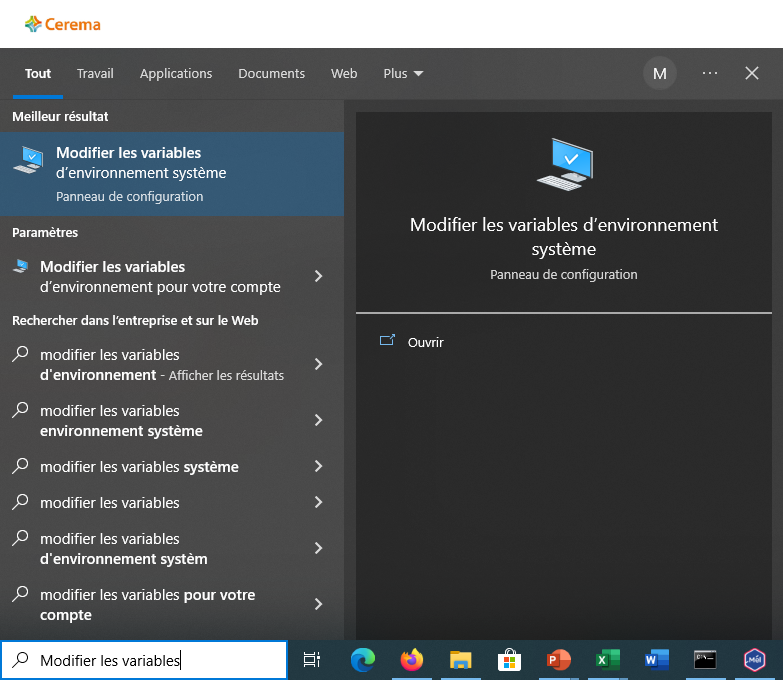 Cerema
Tout Travail Applications Documents Web Plus M ...
Meilleur résultat
Modifier les variables
d'environnement système
Panneau de configuration
Paramètres
Modifier les variables
d'environnement pour votre compte
Rechercher dans l'entreprise et sur le Web
modifier les variables
d'environnement - Afficher les résultats
modifier les variables
environnement système
modifier les variables système
modifier les variables
modifier les variables
d'environnement systèm
modifier les variables pour votre
compte
Modifier les variables d'environnement
système
Panneau de configuration
Ouvrir
Modifier les variables
P X W C:\ Mél